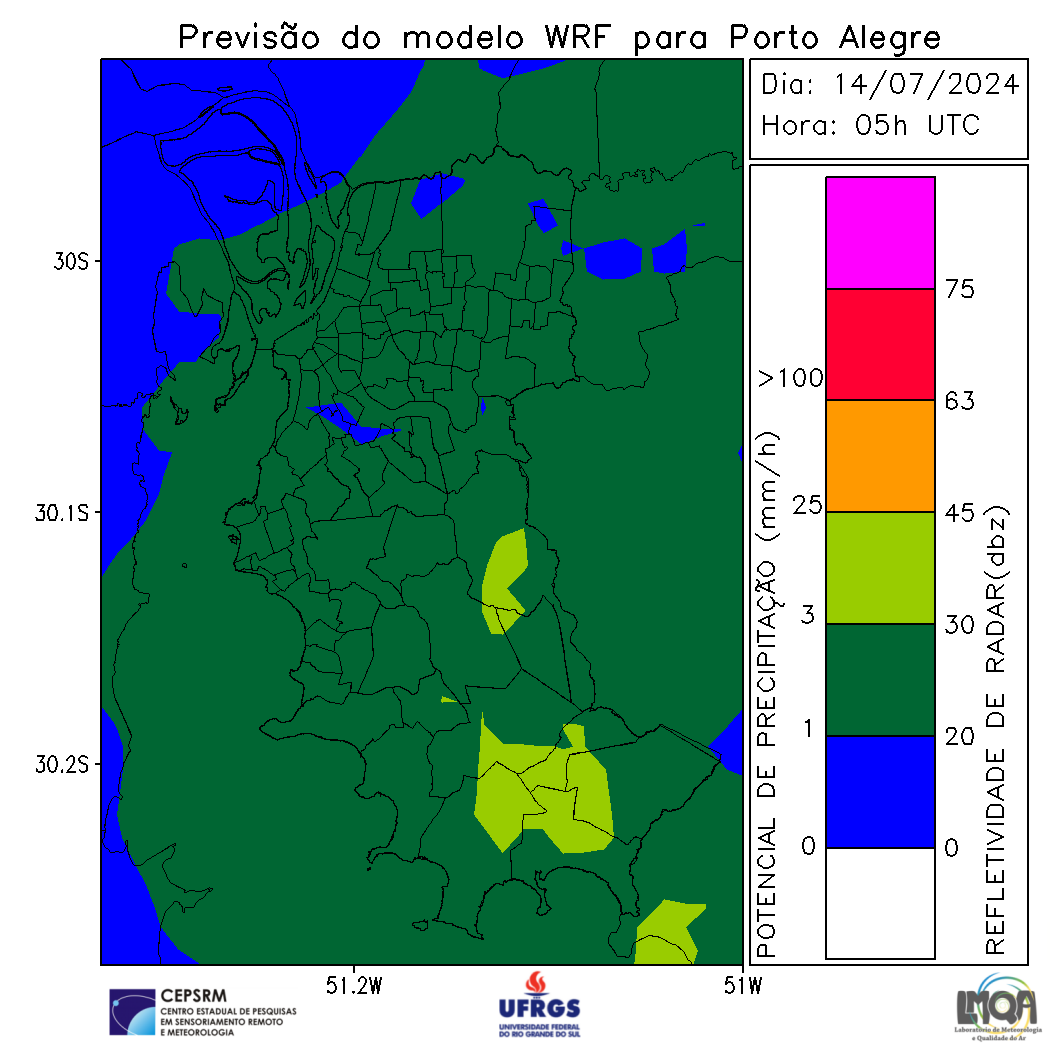 Previsão do modelo WRF para Porto Alegre
Dia: 14/07/2024
Hora: 05h UTC
30S
30.1S
30.2S
51.2W
51W
POTENCIAL DE PRECIPITAÇÃO (mm/h)
>100
25
3
1
0
75
63
45
30
20
0
REFLETIVIDADE DE RADAR(dbz)
CEPSRM
CENTRO ESTADUAL DE PESQUISAS
EM SENSORIAMENTO REMOTO
E METEOROLOGIA
UFRGS
UNIVERSIDADE FEDERAL
DO RIO GRANDE DO SUL
LMQA
Laboratório de Meteorologia
e Qualidade do Ar